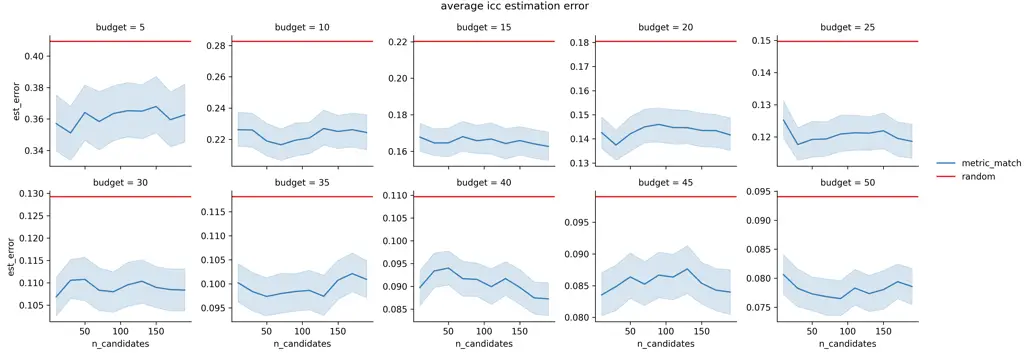 average icc estimation error
budget = 5
budget = 10
budget = 15
budget = 20
budget = 25
est_error
0.40
0.38
0.36
0.34
0.28
0.26
0.24
0.22
0.22
0.20
0.18
0.16
0.18
0.17
0.16
0.15
0.14
0.13
0.15
0.14
0.13
0.12
metric_match
random
budget = 30
budget = 35
budget = 40
budget = 45
budget = 50
est_error
0.130
0.125
0.120
0.115
0.110
0.105
0.115
0.110
0.105
0.100
0.095
0.110
0.105
0.100
0.095
0.090
0.085
0.095
0.090
0.085
0.080
0.095
0.090
0.085
0.080
0.075
50 100 150
50 100 150
50 100 150
50 100 150
50 100 150
n_candidates
n_candidates
n_candidates
n_candidates
n_candidates